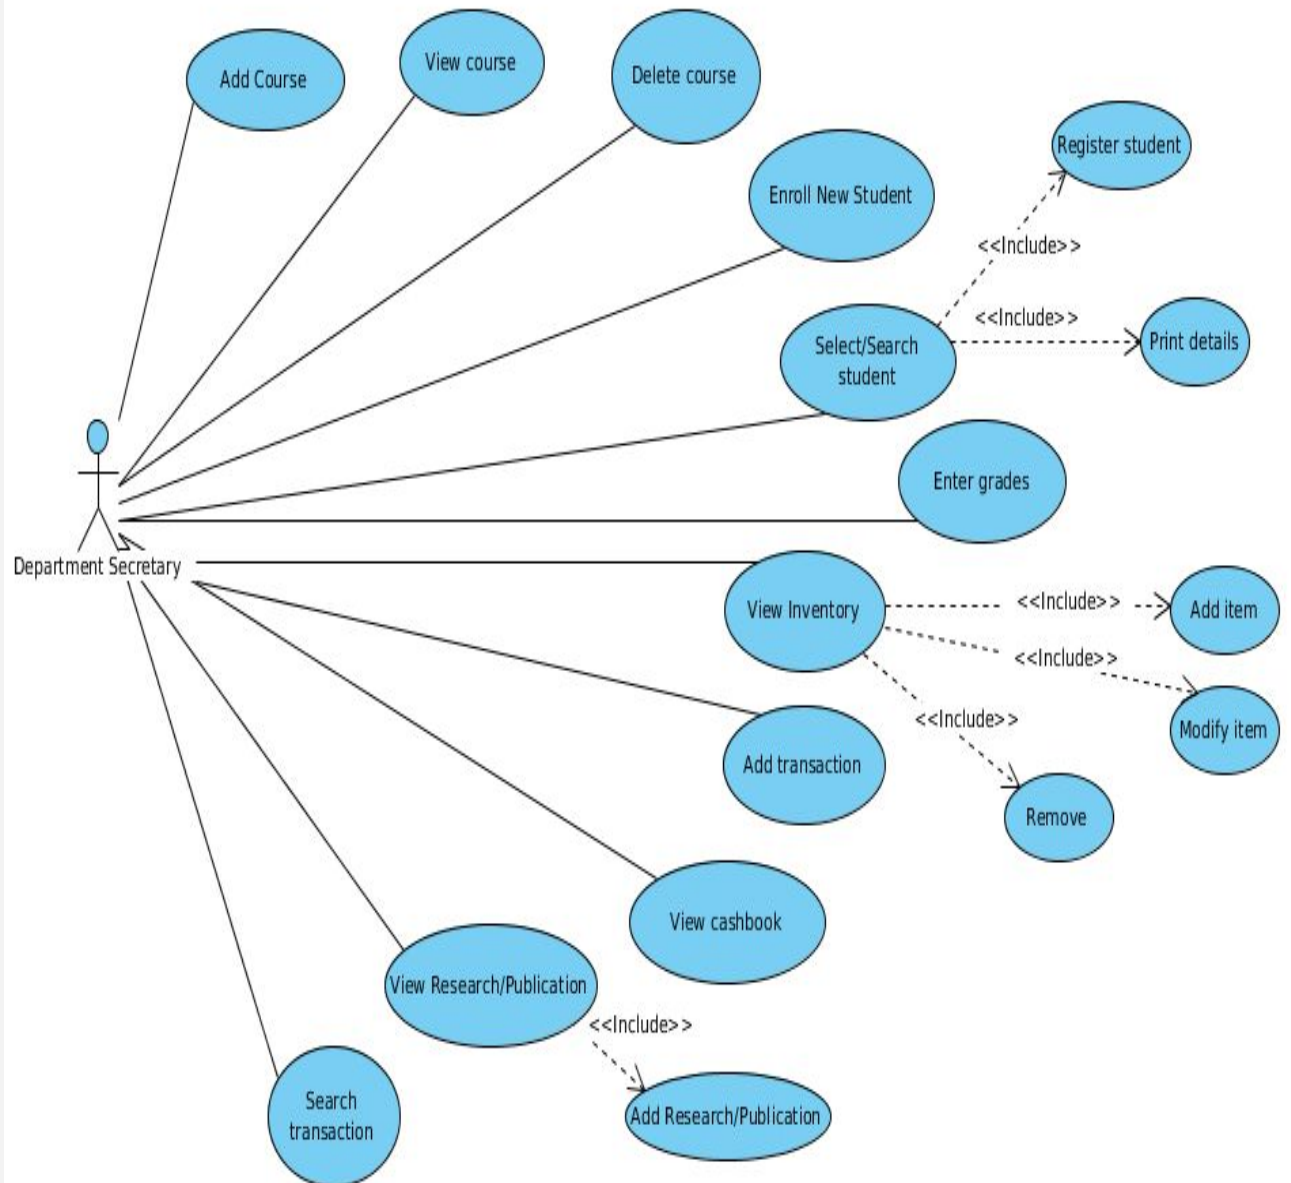 Add Course
View course
Delete course
Enroll New Student
Register student
<<Include>>
<<Include>>
Select/Search
student
Print details
Enter grades
Department Secretary
View Inventory
<<Include>>
Add item
<<Include>>
Modify item
<<Include>>
Add transaction
Remove
View cashbook
View Research/Publication
<<Include>>
Search
transaction
Add Research/Publication